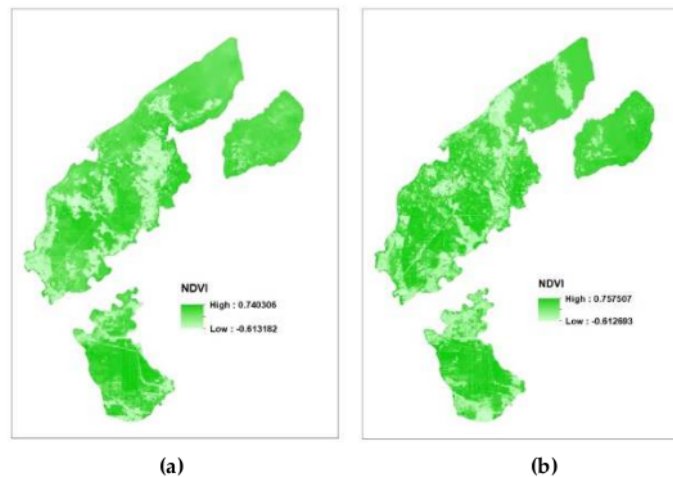 NDVI
High : 0.740306
Low : -0.613182
NDVI
High : 0.757507
Low : -0.612693
(a)
(b)